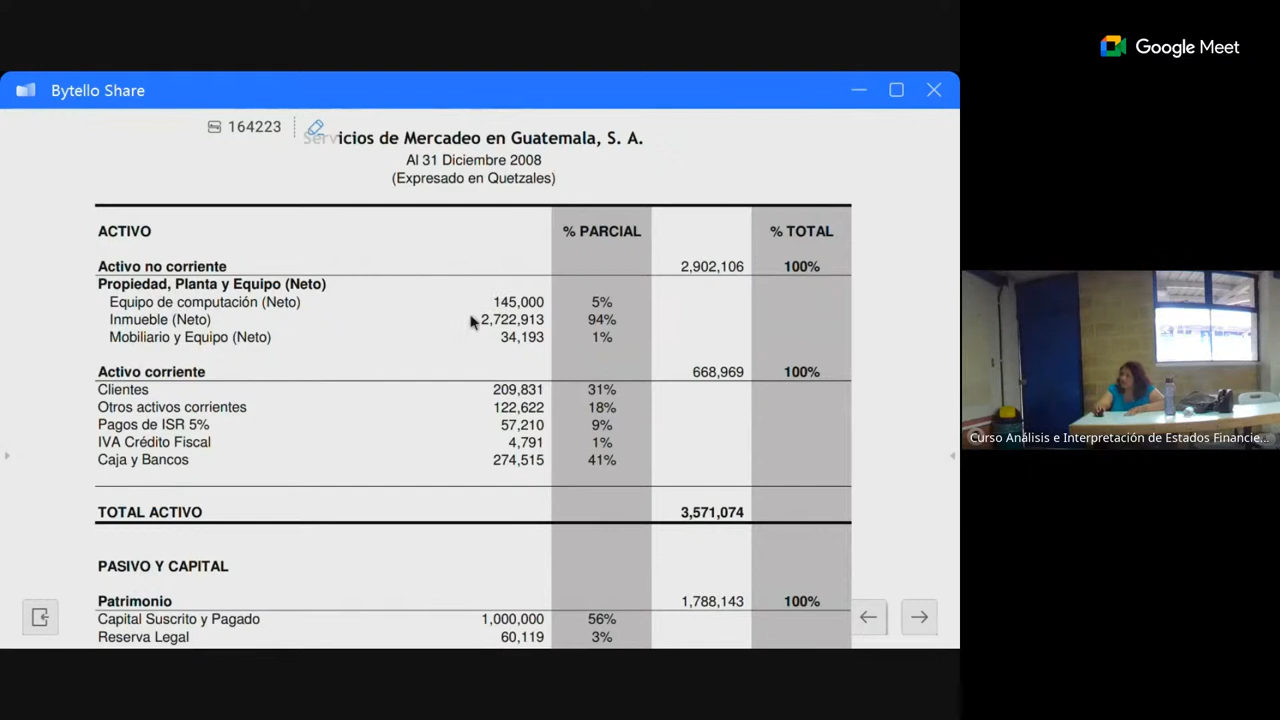 Google Meet
Bytello Share
164223
Servicios de Mercadeo en Guatemala, S. A.
Al 31 Diciembre 2008
(Expresado en Quetzales)
ACTIVO % PARCIAL % TOTAL
Activo no corriente 2,902,106 100%
Propiedad, Planta y Equipo (Neto)
Equipo de computación (Neto) 145,000 5%
Inmueble (Neto) 2,722,913 94%
Mobiliario y Equipo (Neto) 34,193 1%
Activo corriente 668,969 100%
Clientes 209,831 31%
Otros activos corrientes 122,622 18%
Pagos de ISR 5% 57,210 9%
IVA Crédito Fiscal 4,791 1%
Caja y Bancos 274,515 41%
TOTAL ACTIVO 3,571,074
PASIVO Y CAPITAL
Patrimonio 1,788,143 100%
Capital Suscrito y Pagado 1,000,000 56%
Reserva Legal 60,119 3%
Curso Análisis e Interpretación de Estados Financie...